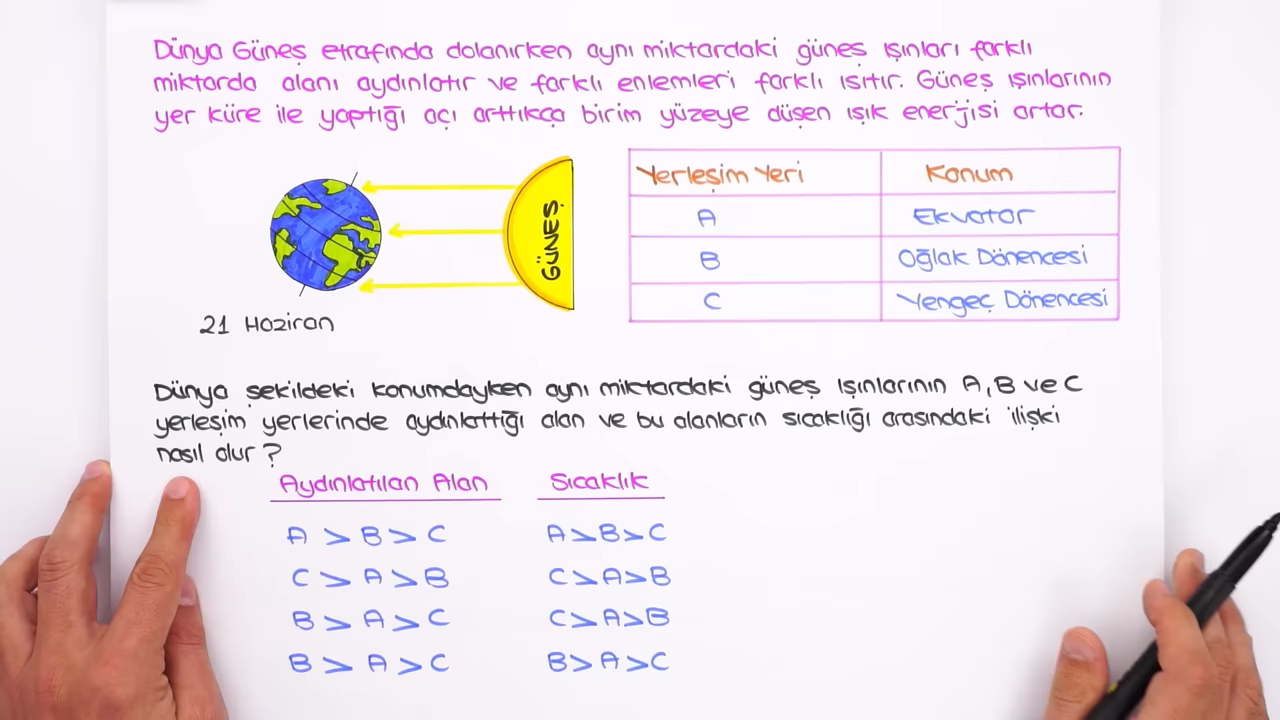 Dünya Güneş etrafında dolanırken aynı miktardaki güneş ışınları farklı
miktarda alanı aydınlatır ve farklı enlemleri farklı ısıtır. Güneş ışınlarının
yer küre ile yaptığı açı arttıkça birim yüzeye düşen ışık enerjisi artar.
GÜNEŞ
21 Haziran
Yerleşim Yeri Konum
A Ekvator
B Oğlak Dönencesi
C Yengeç Dönencesi
Dünya şekildeki konumdayken aynı miktardaki güneş ışınlarının A, B ve C
yerleşim yerlerinde aydınlattığı alan ve bu alanların sıcaklığı arasındaki ilişki
nasıl olur ?
Aydınlatılan Alan Sıcaklık
A > B > C A > B > C
C > A > B C > A > B
B > A > C C > A > B
B > A > C B > A > C